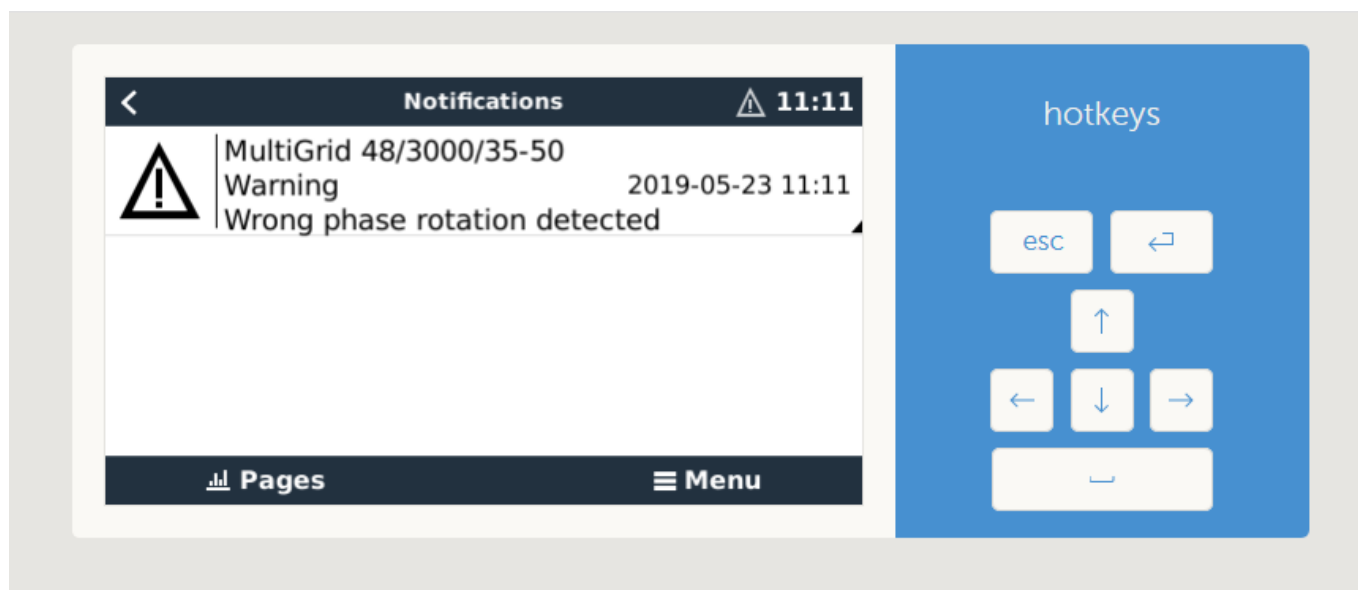 Notifications 11:11
MultiGrid 48/3000/35-50
Warning 2019-05-23 11:11
Wrong phase rotation detected
Pages Menu
hotkeys
esc